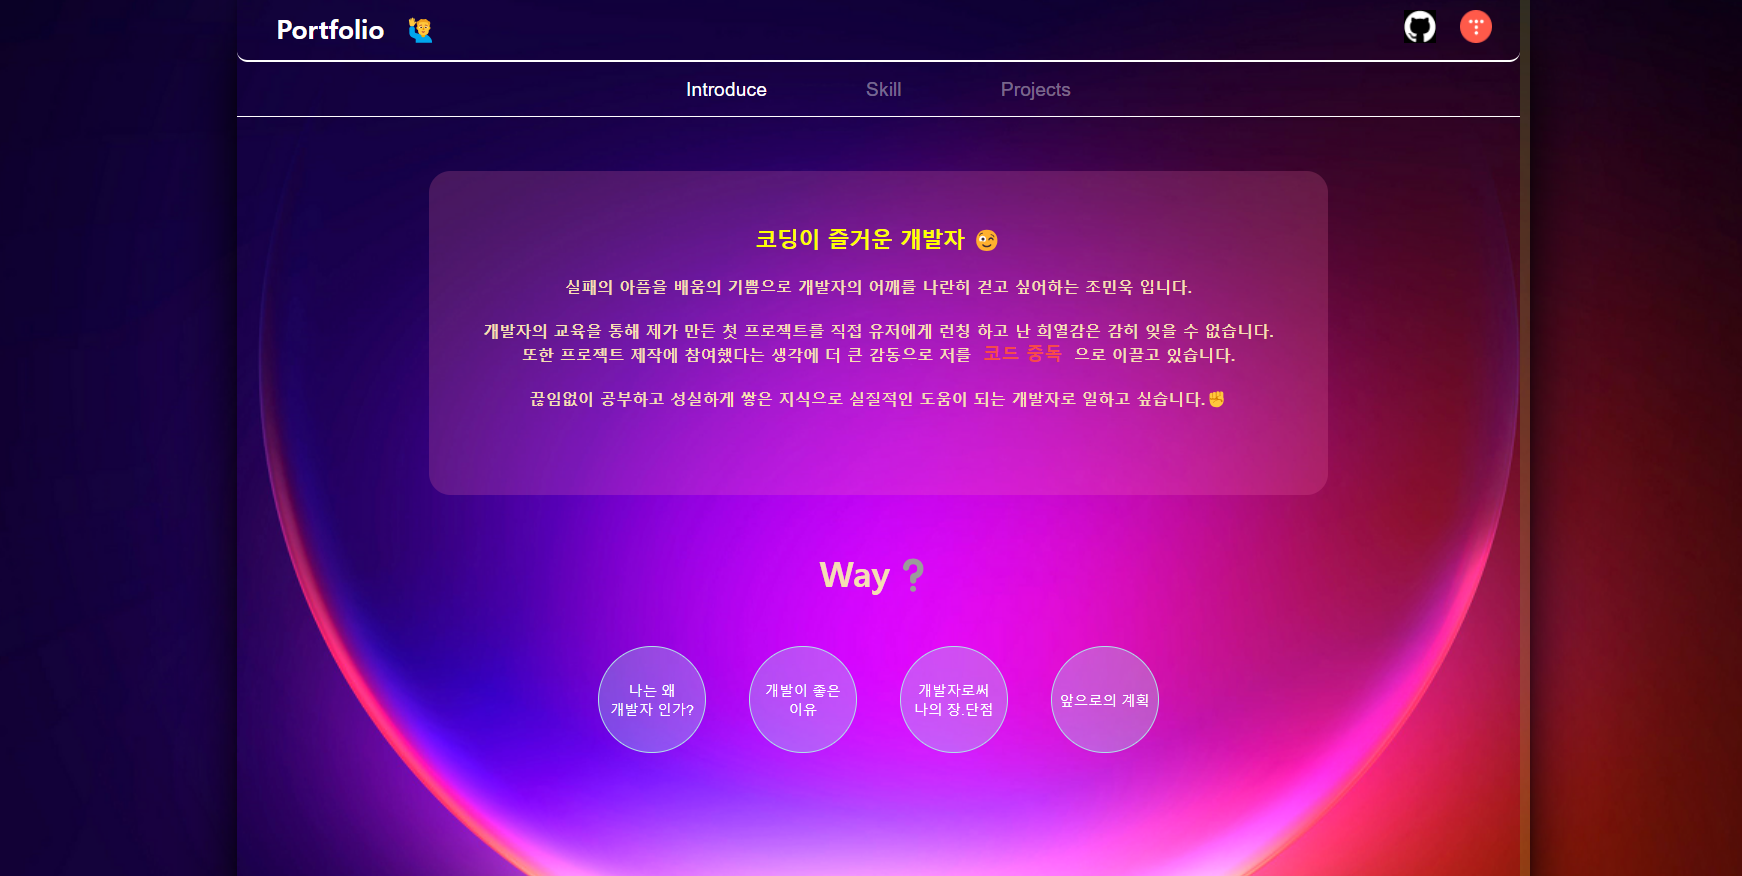 Portfolio 🙋‍♂️
Introduce Skill Projects
코딩이 즐거운 개발자 😉
실패의 아픔을 배움의 기쁨으로 개발자의 어깨를 나란히 걷고 싶어하는 조민욱 입니다.
개발자의 교육을 통해 제가 만든 첫 프로젝트를 직접 유저에게 런칭 하고 난 희열감은 감히 잊을 수 없습니다.
또한 프로젝트 제작에 참여했다는 생각에 더 큰 감동으로 저를 코드 중독 으로 이끌고 있습니다.
끊임없이 공부하고 성실하게 쌓은 지식으로 실질적인 도움이 되는 개발자로 일하고 싶습니다.✊
Way❔
나는 왜
개발자 인가?
개발이 좋은
이유
개발자로써
나의 장.단점
앞으로의 계획